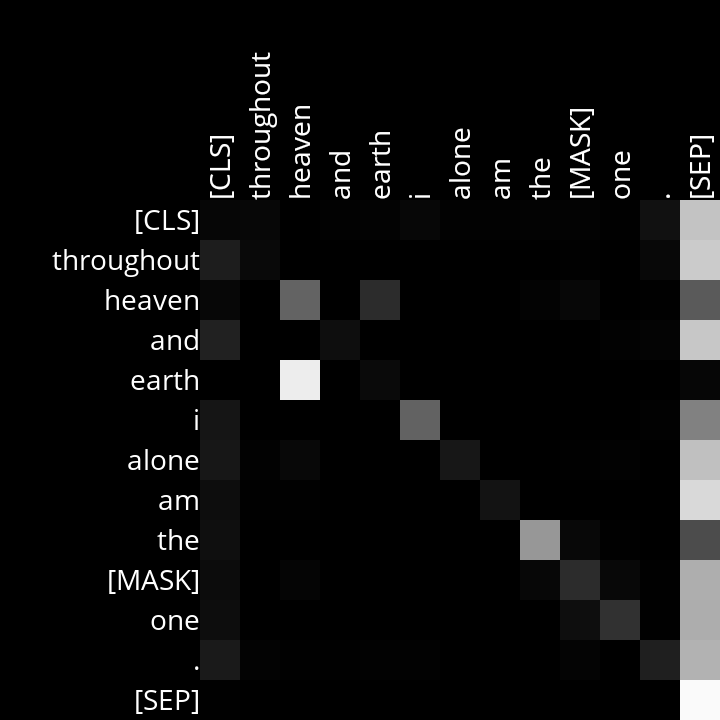 [CLS] throughout heaven and earth i alone am the [MASK] one . [SEP]
[CLS]
throughout
heaven
and
earth
i
alone
am
the
[MASK]
one
.
[SEP]